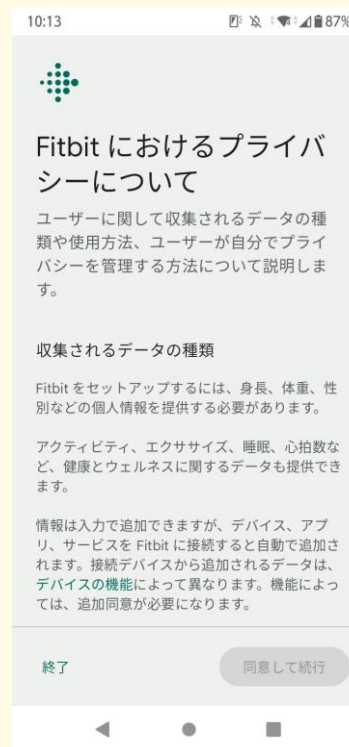 10:13
87%
Fitbit におけるプライバ
シーについて
ユーザーに関して収集されるデータの種
類や使用方法、ユーザーが自分でプライ
バシーを管理する方法について説明しま
す。
収集されるデータの種類
Fitbit をセットアップするには、身長、体重、性
別などの個人情報を提供する必要があります。
アクティビティ、エクササイズ、睡眠、心拍数な
ど、健康とウェルネスに関するデータも提供でき
ます。
情報は入力で追加できますが、デバイス、アプ
リ、サービスを Fitbit に接続すると自動で追加さ
れます。接続デバイスから追加されるデータは、
デバイスの機能によって異なります。機能によっ
ては、追加同意が必要になります。
終了
同意して続行